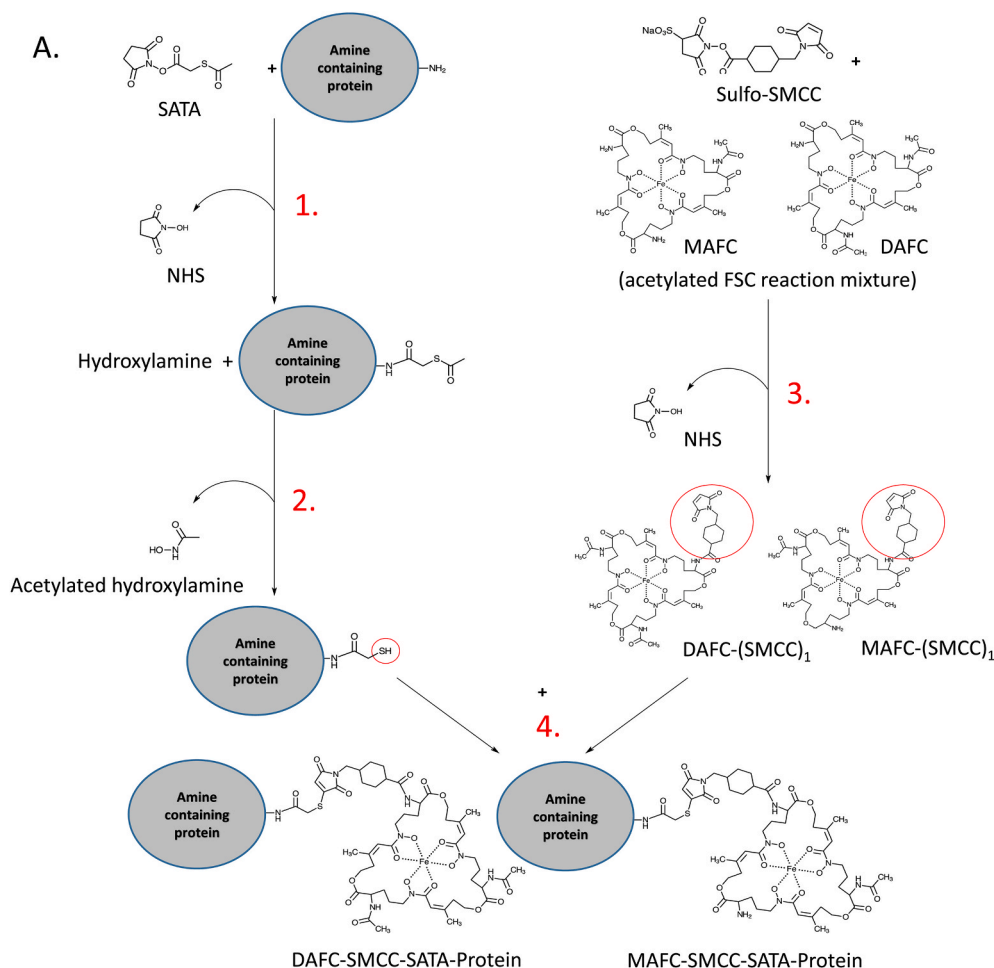 A.
SATA
+
Amine
containing
protein
NH₂
1.
NHS
Hydroxylamine +
Amine
containing
protein
2.
Acetylated hydroxylamine
Amine
containing
protein
SH
NaO₃S
Sulfo-SMCC
+
MAFC
DAFC
(acetylated FSC reaction mixture)
3.
NHS
DAFC-(SMCC)₁
MAFC-(SMCC)₁
+
4.
Amine
containing
protein
Amine
containing
protein
DAFC-SMCC-SATA-Protein
MAFC-SMCC-SATA-Protein